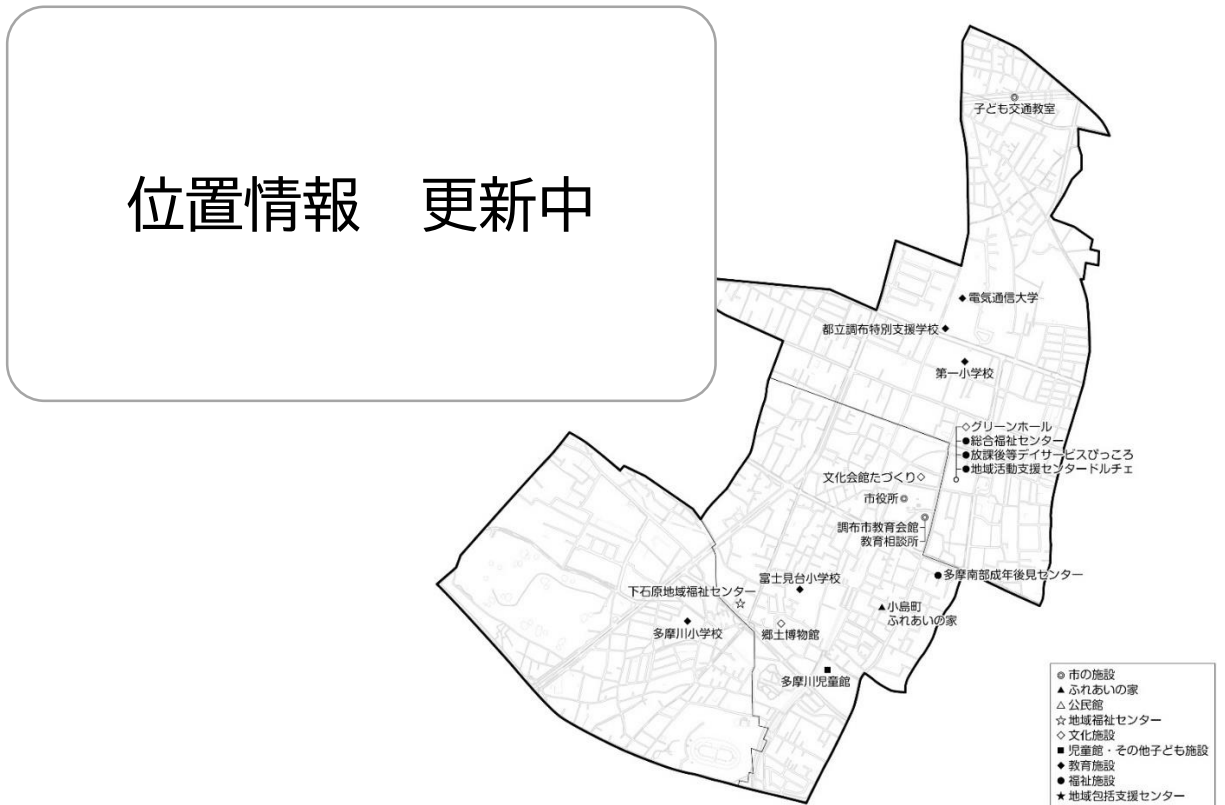 位置情報　更新中
子ども交通教室
◆電気通信大学
都立調布特別支援学校◆
第一小学校
◇グリーンホール
●総合福祉センター
●放課後等デイサービスぴっころ
●地域活動支援センタードルチェ
文化会館たづくり◇
市役所◎
調布市教育会館
教育相談所
●多摩南部成年後見センター
富士見台小学校
下石原地域福祉センター
▲小島町
ふれあいの家
多摩川小学校
郷土博物館
多摩川児童館
◎ 市の施設
▲ ふれあいの家
△ 公民館
☆ 地域福祉センター
◇ 文化施設
■ 児童館・その他子ども施設
◆ 教育施設
● 福祉施設
★ 地域包括支援センター